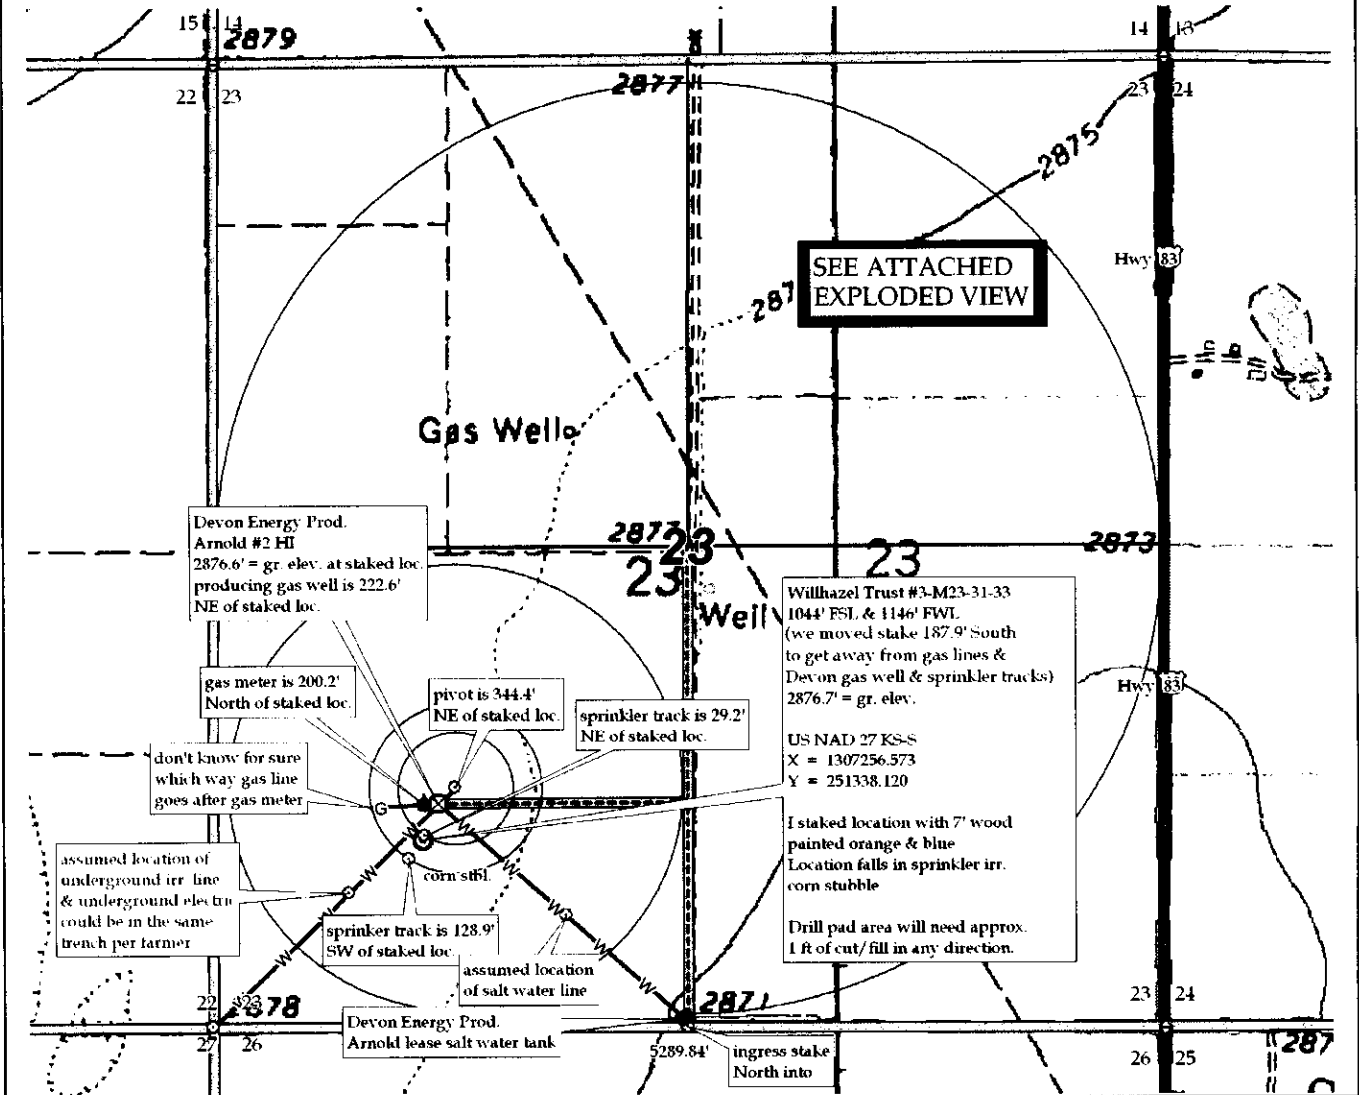 15 14
2879
14 13
22 23
2877
23 24
2875
Hwy 83
SEE ATTACHED
EXPLODED VIEW
287
Gas Well
Devon Energy Prod.
Arnold #2 HI
2876.6' = gr. elev. at staked loc.
producing gas well is 222.6'
NE of staked loc.
2877
23
2873
23
23
Well
Willhazel Trust #3-M23-31-33
1044' FSL & 1146' FWL
(we moved stake 187.9' South
to get away from gas lines &
Devon gas well & sprinkler tracks)
2876.7' = gr. elev.
US NAD 27 KS-S
X = 1307256.573
Y = 251338.120
I staked location with 7' wood
painted orange & blue
Location falls in sprinkler irr.
corn stubble
Drill pad area will need approx.
1 ft of cut/fill in any direction.
gas meter is 200.2'
North of staked loc.
pivot is 344.4'
NE of staked loc.
sprinkler track is 29.2'
NE of staked loc.
Hwy 83
don't know for sure
which way gas line
goes after gas meter
G
W
W
W
W
W
W
W
W
corn stbl.
assumed location of
underground irr. line
& underground electric
could be in the same
trench per farmer
sprinker track is 128.9'
SW of staked loc.
assumed location
of salt water line
22 23
2878
2871
23 24
27 26
Devon Energy Prod.
Arnold lease salt water tank
5289.84'
ingress stake
North into
26 25
287